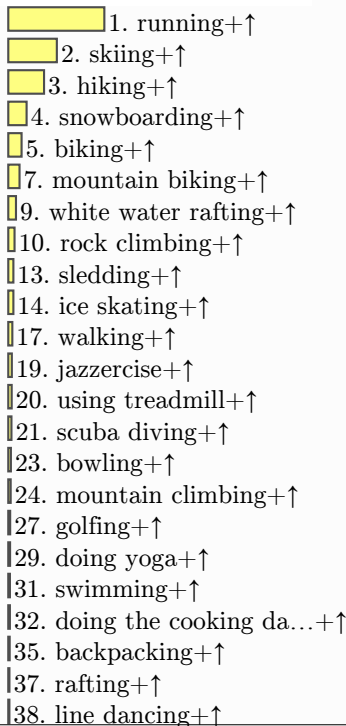 1. running+↑
2. skiing+↑
3. hiking+↑
4. snowboarding+↑
5. biking+↑
7. mountain biking+↑
9. white water rafting+↑
10. rock climbing+↑
13. sledding+↑
14. ice skating+↑
17. walking+↑
19. jazzercise+↑
20. using treadmill+↑
21. scuba diving+↑
23. bowling+↑
24. mountain climbing+↑
27. golfing+↑
29. doing yoga+↑
31. swimming+↑
32. doing the cooking da...+↑
35. backpacking+↑
37. rafting+↑
38. line dancing+↑